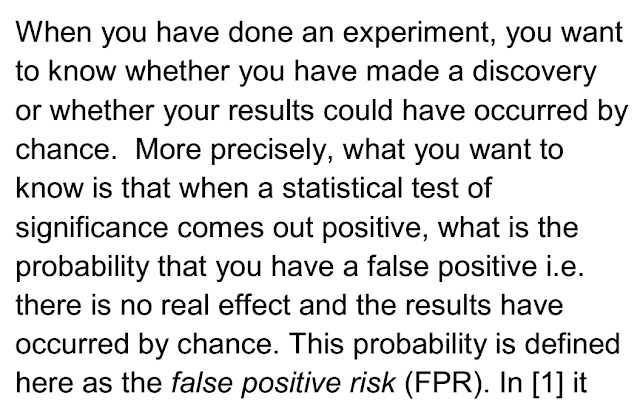 When you have done an experiment, you want
to know whether you have made a discovery
or whether your results could have occurred by
chance.  More precisely, what you want to
know is that when a statistical test of
significance comes out positive, what is the
probability that you have a false positive i.e.
there is no real effect and the results have
occurred by chance. This probability is defined
here as the false positive risk (FPR). In [1] it